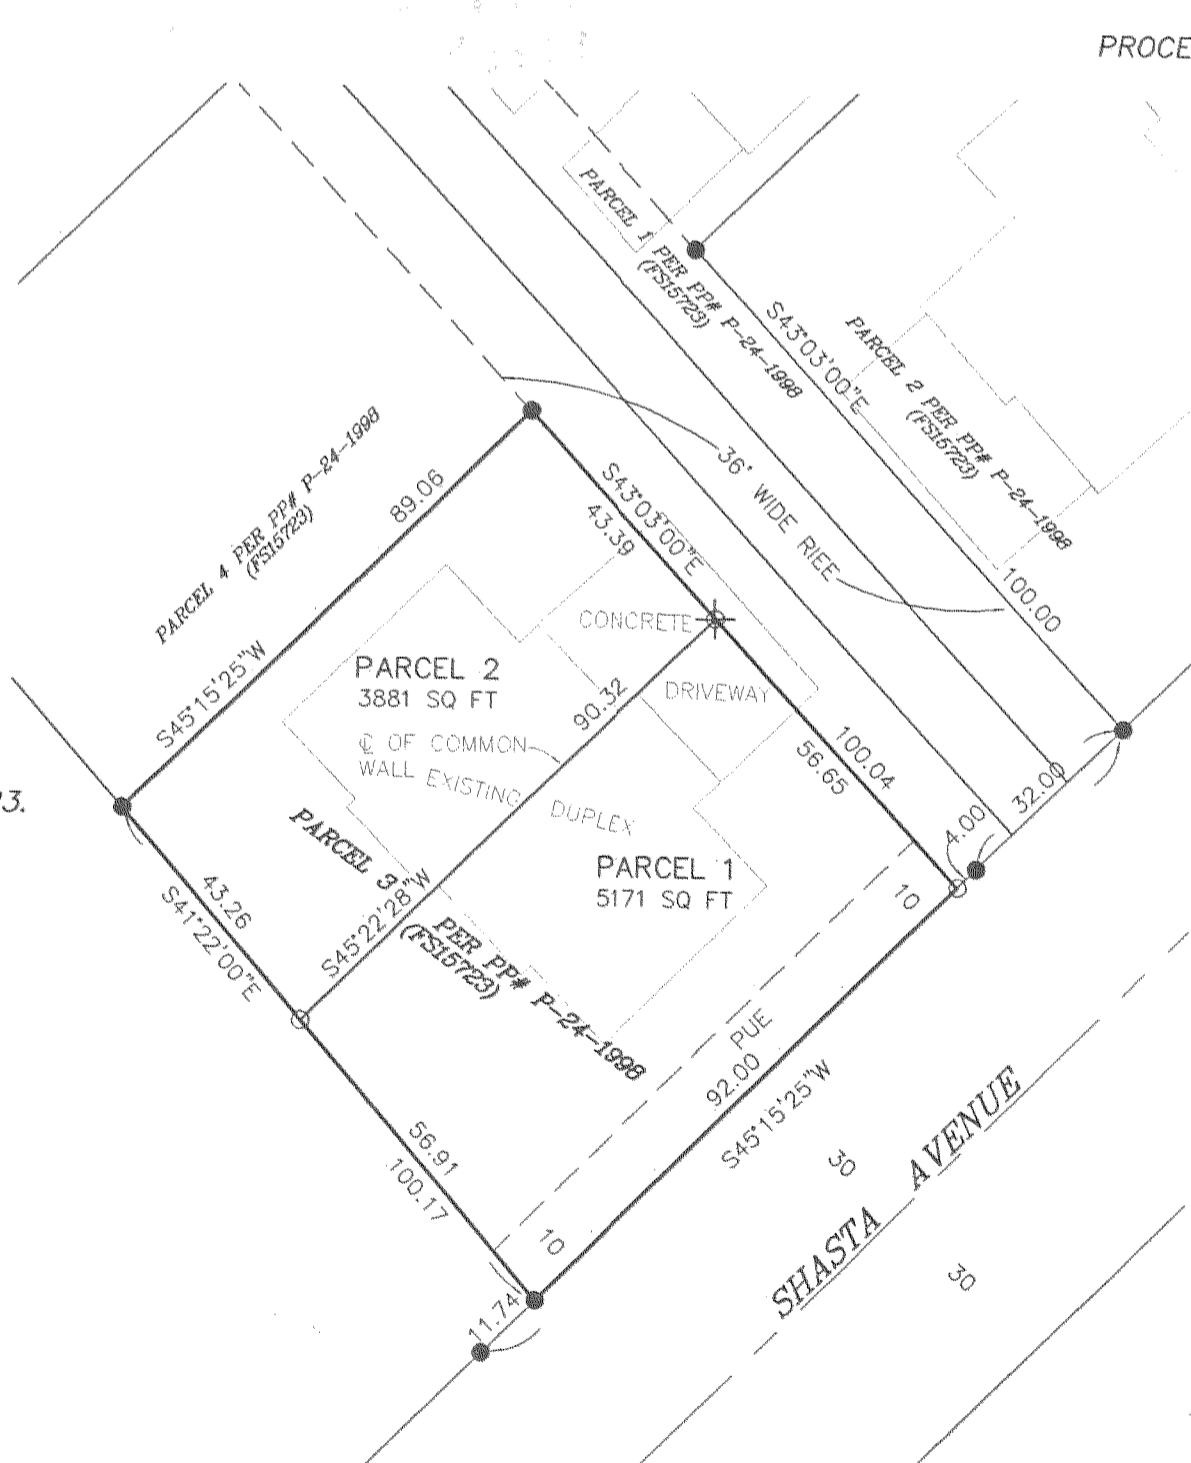 PROCE
PARCEL 1 PER PP# P-24-1998
(FS15723)
S43°03'00"E
PARCEL 2 PER PP# P-24-1998
(FS15723)
100.00
36' WIDE RIEE
PARCEL 4 PER PP# P-24-1998
(FS15723)
89.06
S45°15'25"W
S43°03'00"E
43.39
CONCRETE
DRIVEWAY
PARCEL 2
3881 SQ FT
90.32
℄ OF COMMON
WALL EXISTING DUPLEX
100.04
56.65
4.00
32.00
3.
PARCEL 3
PER PP# P-24-1998
(FS15723)
S45°22'28"W
PARCEL 1
5171 SQ FT
10
43.26
S41°22'00"E
PUE
92.00
S45°15'25"W
56.91
100.17
10
11.74
30
SHASTA AVENUE
30